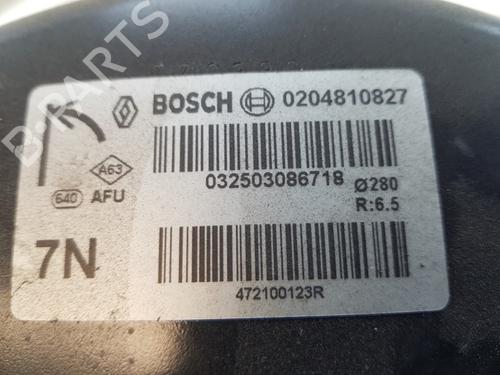 BOSCH 0204810827
032503086718
Ø280
R:6.5
A63
640 AFU
7N
472100123R
B-PARTS